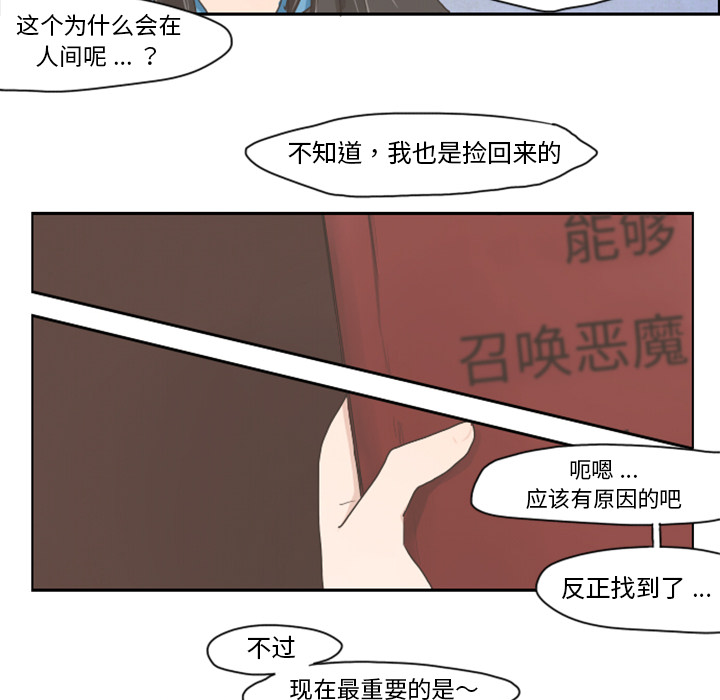 这个为什么会在
人间呢...？
不知道，我也是捡回来的
能够
召唤恶魔
呃嗯...
应该有原因的吧
反正找到了...
不过
现在最重要的是～